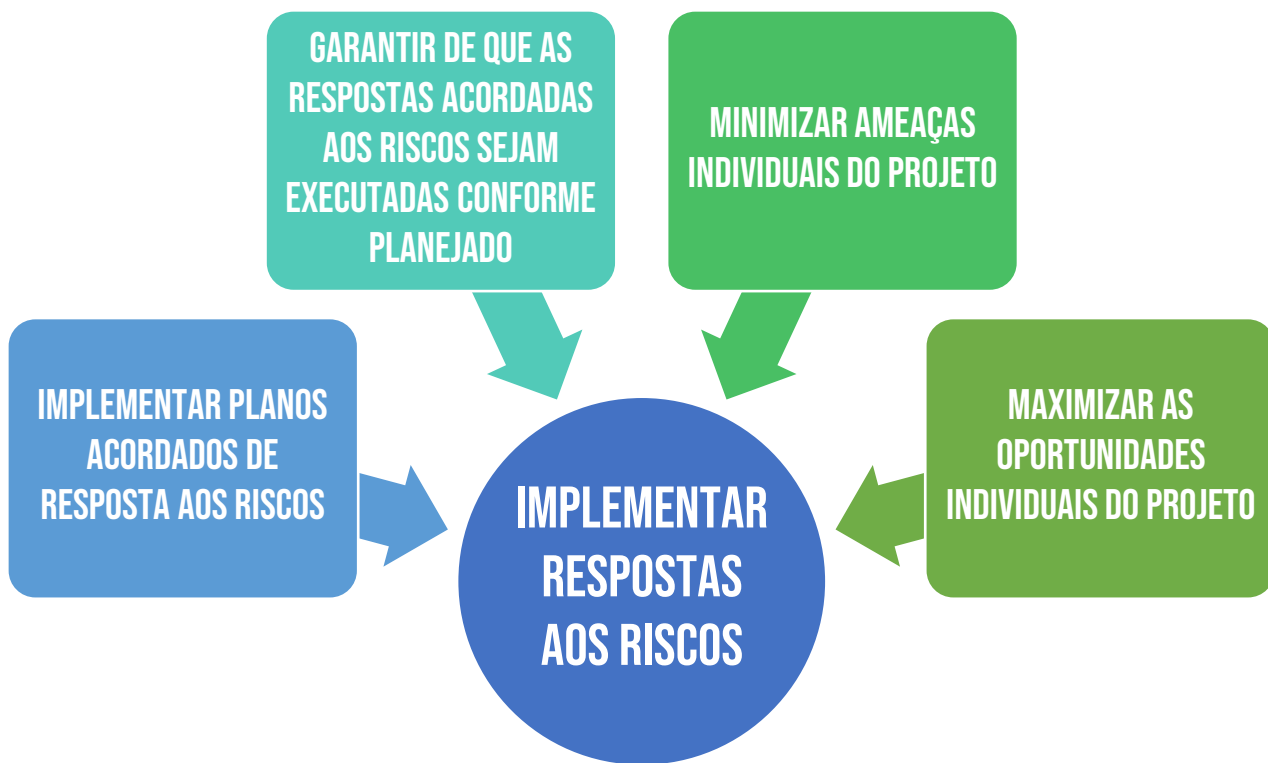 GARANTIR DE QUE AS
RESPOSTAS ACORDADAS
AOS RISCOS SEJAM
EXECUTADAS CONFORME
PLANEJADO
MINIMIZAR AMEAÇAS
INDIVIDUAIS DO PROJETO
IMPLEMENTAR PLANOS
ACORDADOS DE
RESPOSTA AOS RISCOS
MAXIMIZAR AS
OPORTUNIDADES
INDIVIDUAIS DO PROJETO
IMPLEMENTAR
RESPOSTAS
AOS RISCOS